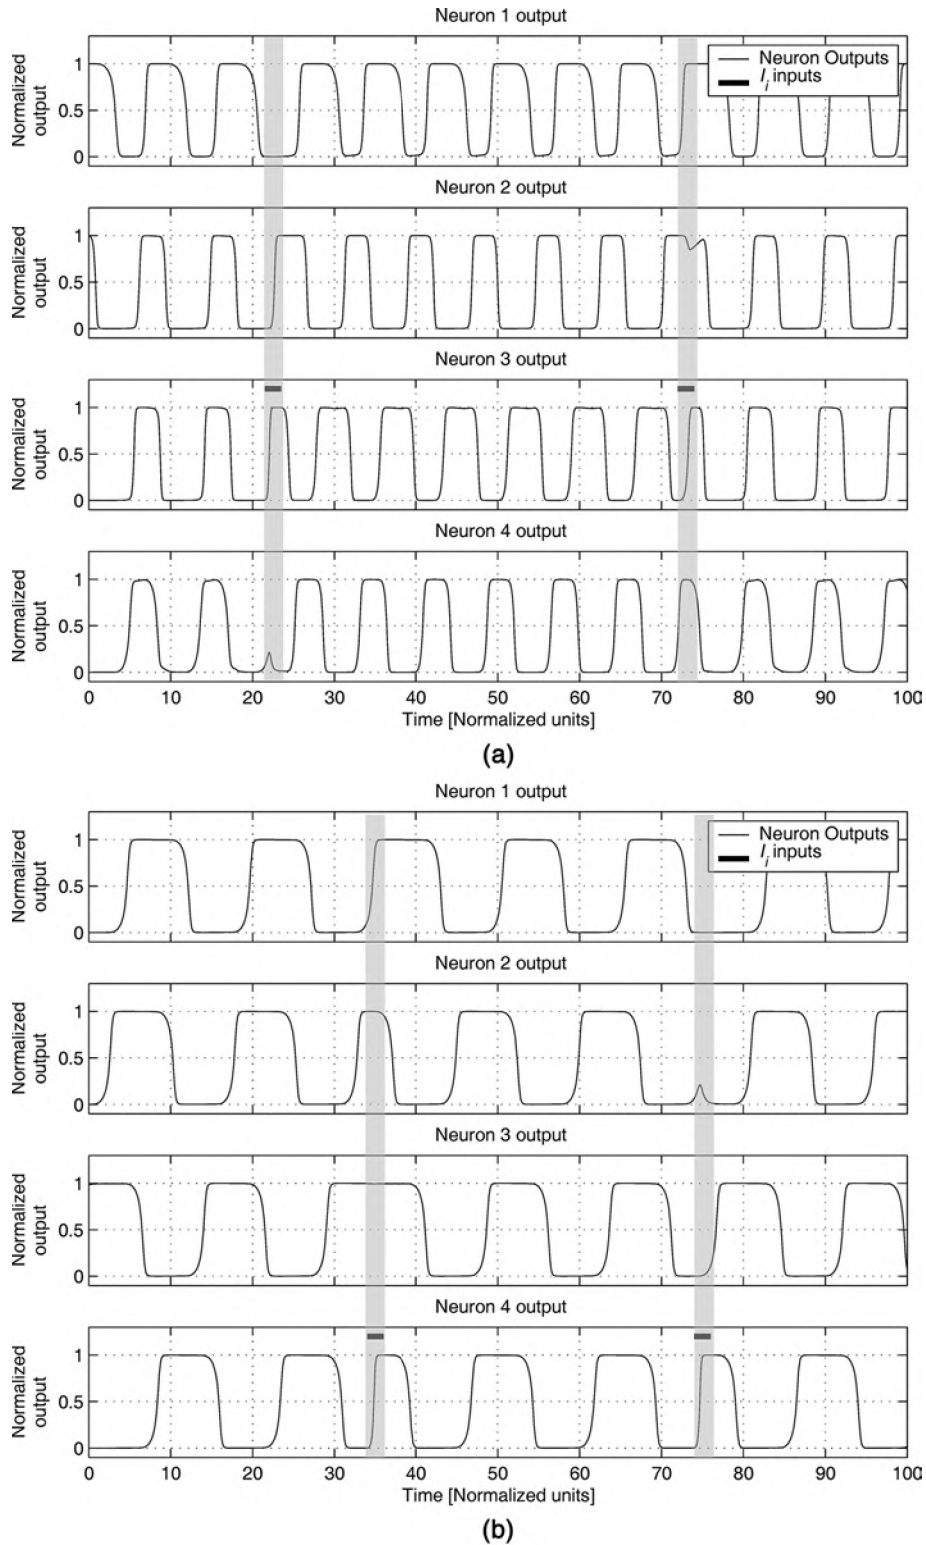 Neuron 1 output
Normalized
output
1
0.5
0
Neuron Outputs
I_i inputs
Neuron 2 output
Normalized
output
1
0.5
0
Neuron 3 output
Normalized
output
1
0.5
0
Neuron 4 output
Normalized
output
1
0.5
0
0 10 20 30 40 50 60 70 80 90 100
Time [Normalized units]
(a)
Neuron 1 output
Normalized
output
1
0.5
0
Neuron Outputs
I_i inputs
Neuron 2 output
Normalized
output
1
0.5
0
Neuron 3 output
Normalized
output
1
0.5
0
Neuron 4 output
Normalized
output
1
0.5
0
0 10 20 30 40 50 60 70 80 90 100
Time [Normalized units]
(b)